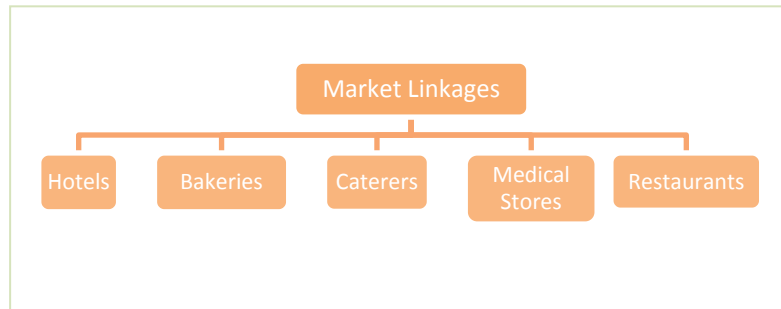 Market Linkages
Hotels
Bakeries
Caterers
Medical
Stores
Restaurants